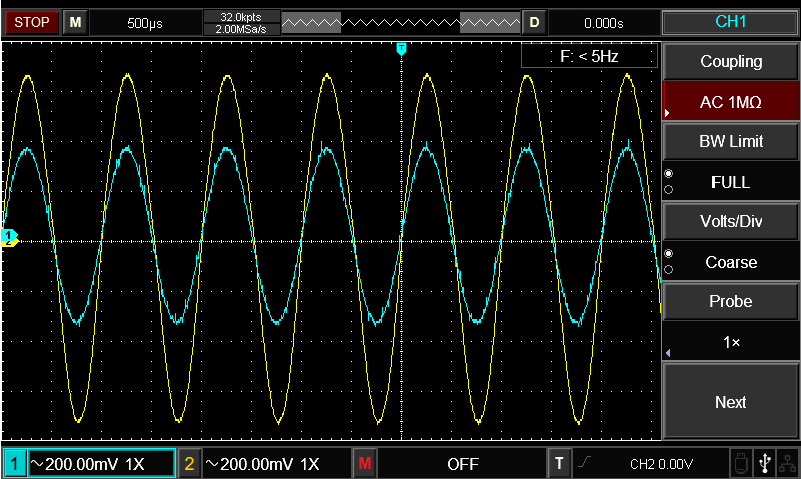 STOP M 500µs 32.0kpts D 0.000s CH1
2.00MSa/s
T
F: < 5Hz
Coupling
AC 1MΩ
BW Limit
FULL
Volts/Div
1
2
Coarse
Probe
1×
Next
1 ~200.00mV 1X 2 ~200.00mV 1X M OFF T CH2 0.00V